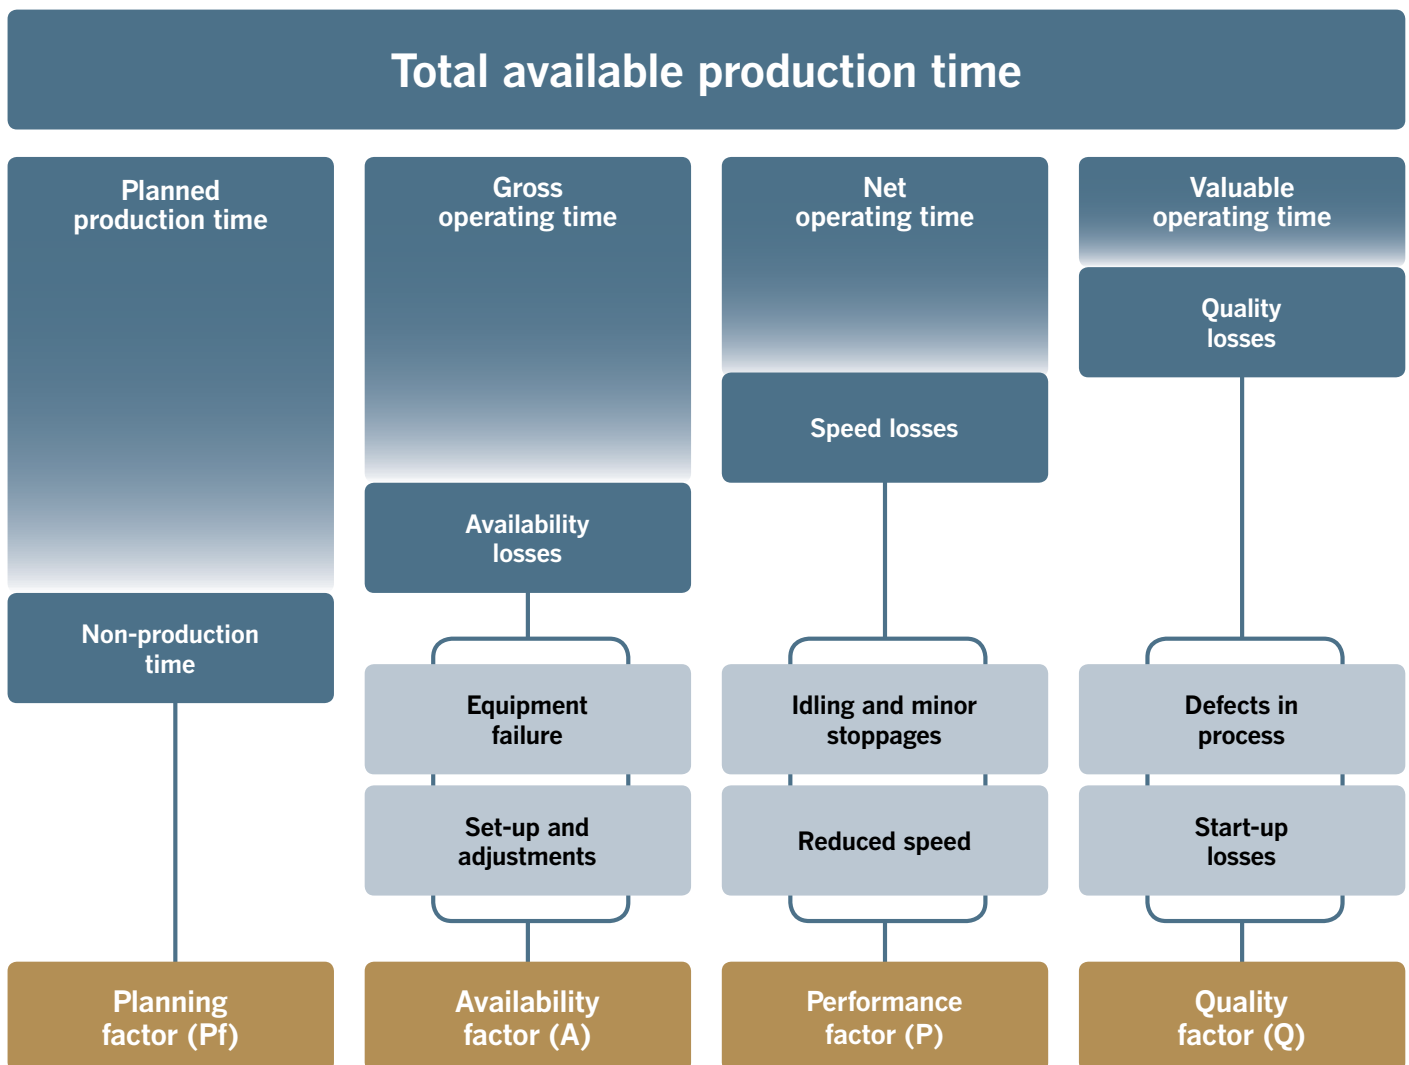 Total available production time
Planned
production time
Gross
operating time
Net
operating time
Valuable
operating time
Quality
losses
Speed losses
Availability
losses
Non-production
time
Equipment
failure
Idling and minor
stoppages
Defects in
process
Set-up and
adjustments
Reduced speed
Start-up
losses
Planning
factor (Pf)
Availability
factor (A)
Performance
factor (P)
Quality
factor (Q)